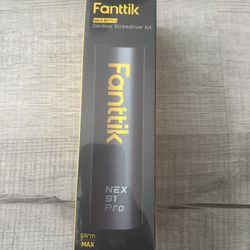 Fanttik
NEX S1 Pro
Cordless Screwdriver Kit
Fanttik
NEX
S1
Pro
6N*m
MAX